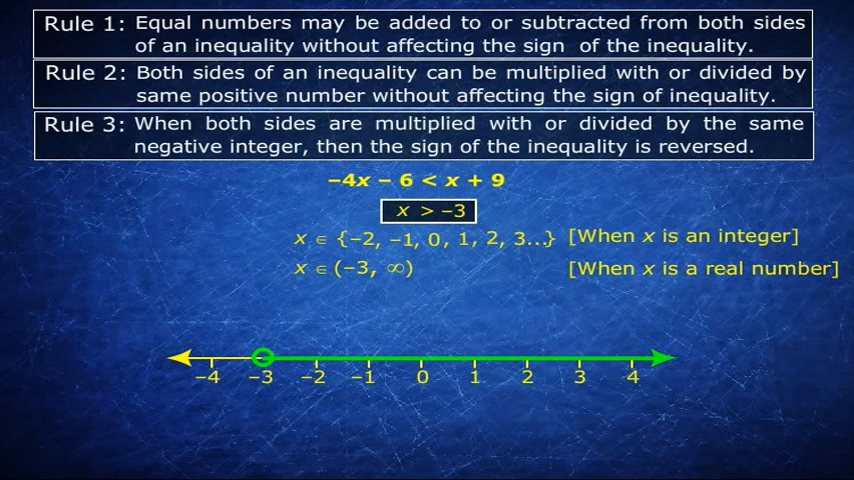 Rule 1: Equal numbers may be added to or subtracted from both sides
of an inequality without affecting the sign of the inequality.
Rule 2: Both sides of an inequality can be multiplied with or divided by
same positive number without affecting the sign of inequality.
Rule 3: When both sides are multiplied with or divided by the same
negative integer, then the sign of the inequality is reversed.
−4x − 6 < x + 9
x > −3
x ∈ {−2, −1, 0, 1, 2, 3...} [When x is an integer]
x ∈ (−3, ∞) [When x is a real number]
−4 −3 −2 −1 0 1 2 3 4